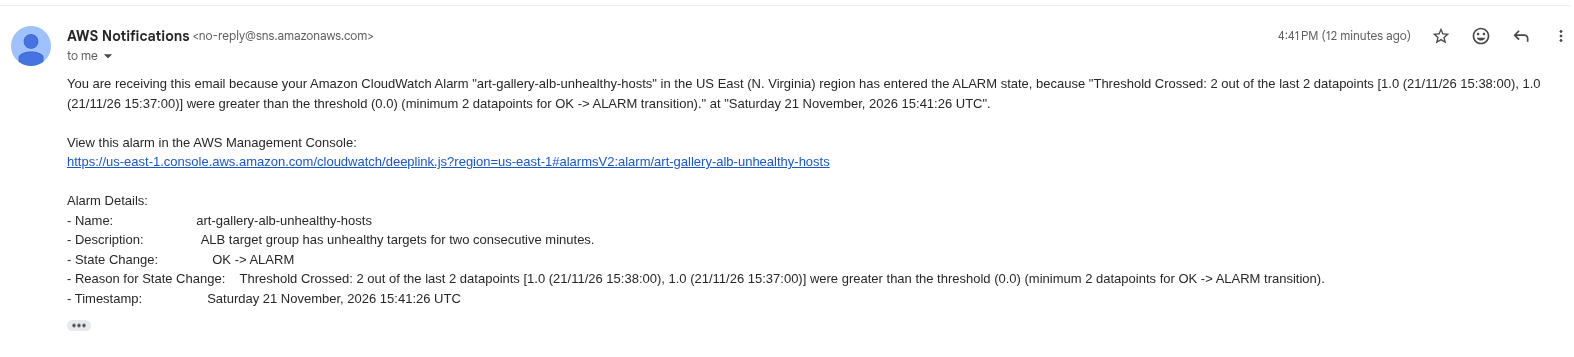 AWS Notifications <no-reply@sns.amazonaws.com>
4:41 PM (12 minutes ago)
to me
You are receiving this email because your Amazon CloudWatch Alarm "art-gallery-alb-unhealthy-hosts" in the US East (N. Virginia) region has entered the ALARM state, because "Threshold Crossed: 2 out of the last 2 datapoints [1.0 (21/11/26 15:38:00), 1.0
(21/11/26 15:37:00)] were greater than the threshold (0.0) (minimum 2 datapoints for OK -> ALARM transition)." at "Saturday 21 November, 2026 15:41:26 UTC".
View this alarm in the AWS Management Console:
https://us-east-1.console.aws.amazon.com/cloudwatch/deeplink.js?region=us-east-1#alarmsV2:alarm/art-gallery-alb-unhealthy-hosts
Alarm Details:
- Name: art-gallery-alb-unhealthy-hosts
- Description: ALB target group has unhealthy targets for two consecutive minutes.
- State Change: OK -> ALARM
- Reason for State Change: Threshold Crossed: 2 out of the last 2 datapoints [1.0 (21/11/26 15:38:00), 1.0 (21/11/26 15:37:00)] were greater than the threshold (0.0) (minimum 2 datapoints for OK -> ALARM transition).
- Timestamp: Saturday 21 November, 2026 15:41:26 UTC